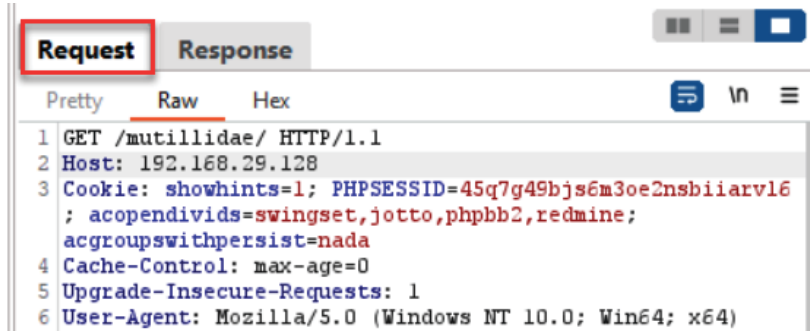 Request Response
Pretty Raw Hex \n
1 GET /mutillidae/ HTTP/1.1
2 Host: 192.168.29.128
3 Cookie: showhints=1; PHPSESSID=45q7g49bjs6m3oe2nsbiiarvl6
; acopendivids=swingset,jotto,phpbb2,redmine;
acgroupswithpersist=nada
4 Cache-Control: max-age=0
5 Upgrade-Insecure-Requests: 1
6 User-Agent: Mozilla/5.0 (Windows NT 10.0; Win64; x64)